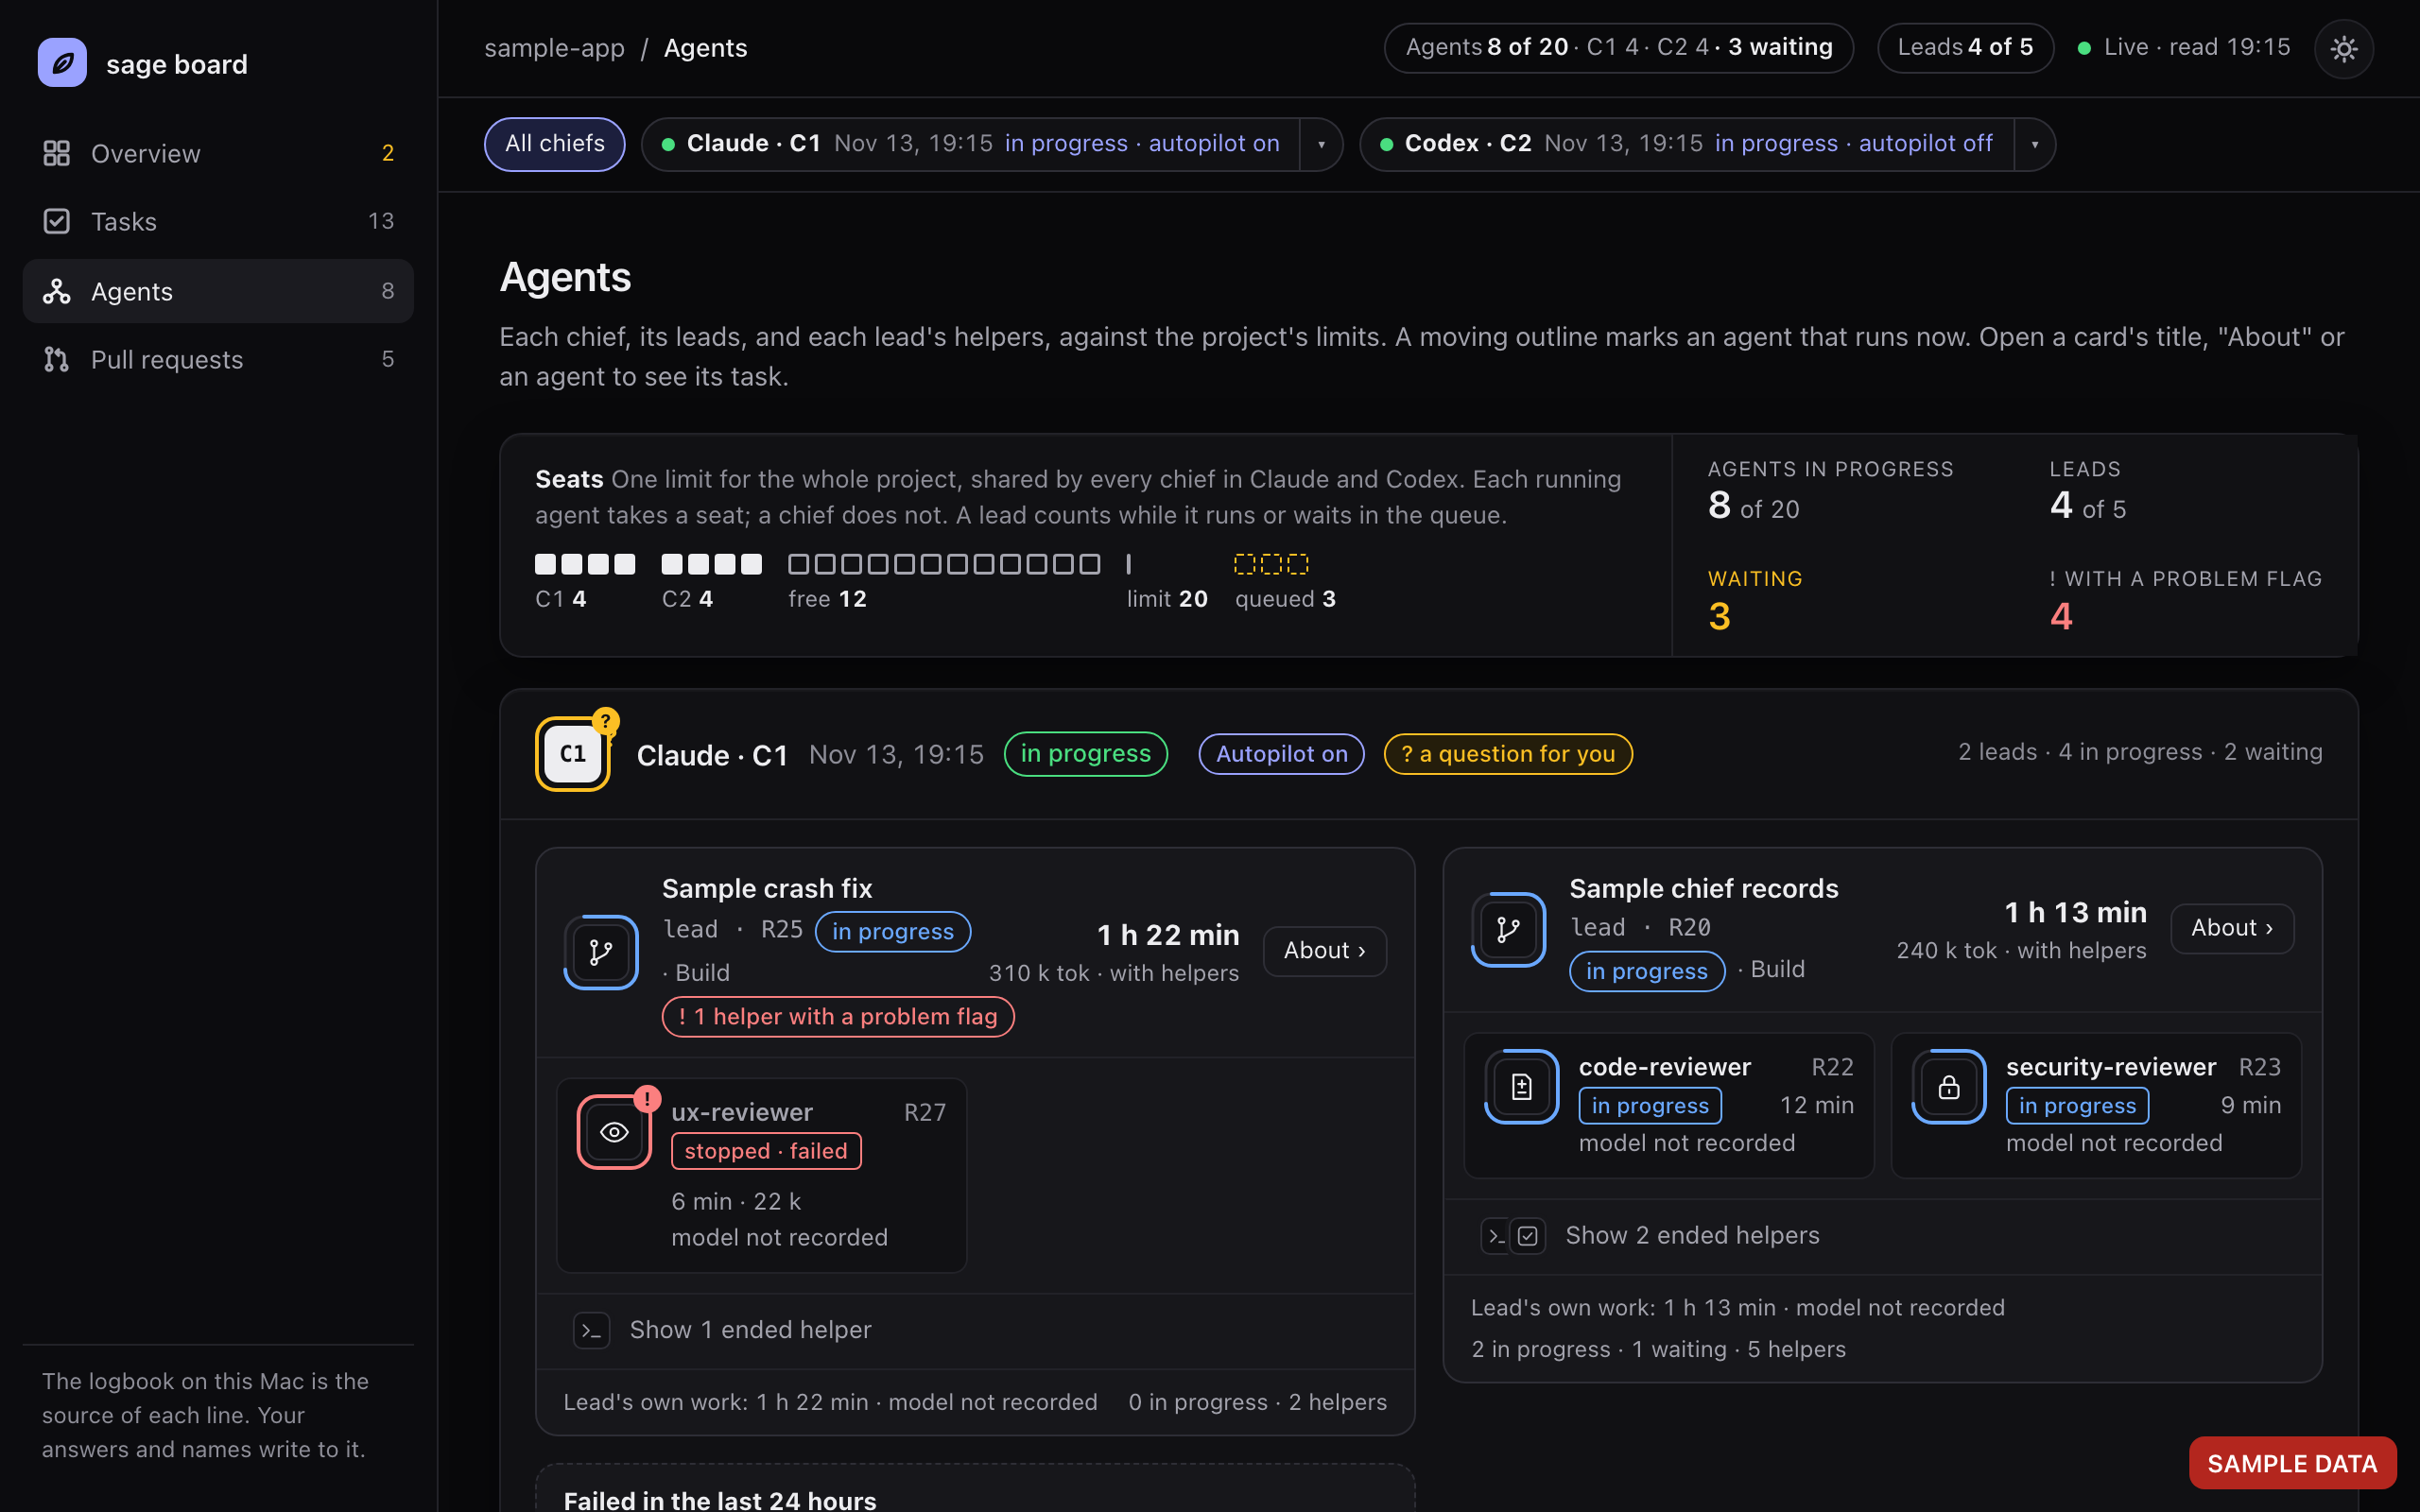 sage board
Overview 2
Tasks 13
Agents 8
Pull requests 5
The logbook on this Mac is the
source of each line. Your
answers and names write to it.
sample-app / Agents
Agents 8 of 20 · C1 4 · C2 4 · 3 waiting
Leads 4 of 5
Live · read 19:15
All chiefs
Claude · C1 Nov 13, 19:15 in progress · autopilot on
Codex · C2 Nov 13, 19:15 in progress · autopilot off
Agents
Each chief, its leads, and each lead's helpers, against the project's limits. A moving outline marks an agent that runs now. Open a card's title, "About" or
an agent to see its task.
Seats One limit for the whole project, shared by every chief in Claude and Codex. Each running
agent takes a seat; a chief does not. A lead counts while it runs or waits in the queue.
C1 4
C2 4
free 12
limit 20
queued 3
AGENTS IN PROGRESS
8 of 20
LEADS
4 of 5
WAITING
3
! WITH A PROBLEM FLAG
4
C1
?
Claude · C1 Nov 13, 19:15 in progress Autopilot on ? a question for you
2 leads · 4 in progress · 2 waiting
Sample crash fix
lead · R25 in progress
· Build
! 1 helper with a problem flag
1 h 22 min
310 k tok · with helpers
About ›
!
ux-reviewer R27
stopped · failed
6 min · 22 k
model not recorded
Show 1 ended helper
Lead's own work: 1 h 22 min · model not recorded
0 in progress · 2 helpers
Sample chief records
lead · R20
in progress · Build
1 h 13 min
240 k tok · with helpers
About ›
code-reviewer R22
in progress 12 min
model not recorded
security-reviewer R23
in progress 9 min
model not recorded
Show 2 ended helpers
Lead's own work: 1 h 13 min · model not recorded
2 in progress · 1 waiting · 5 helpers
Failed in the last 24 hours
SAMPLE DATA